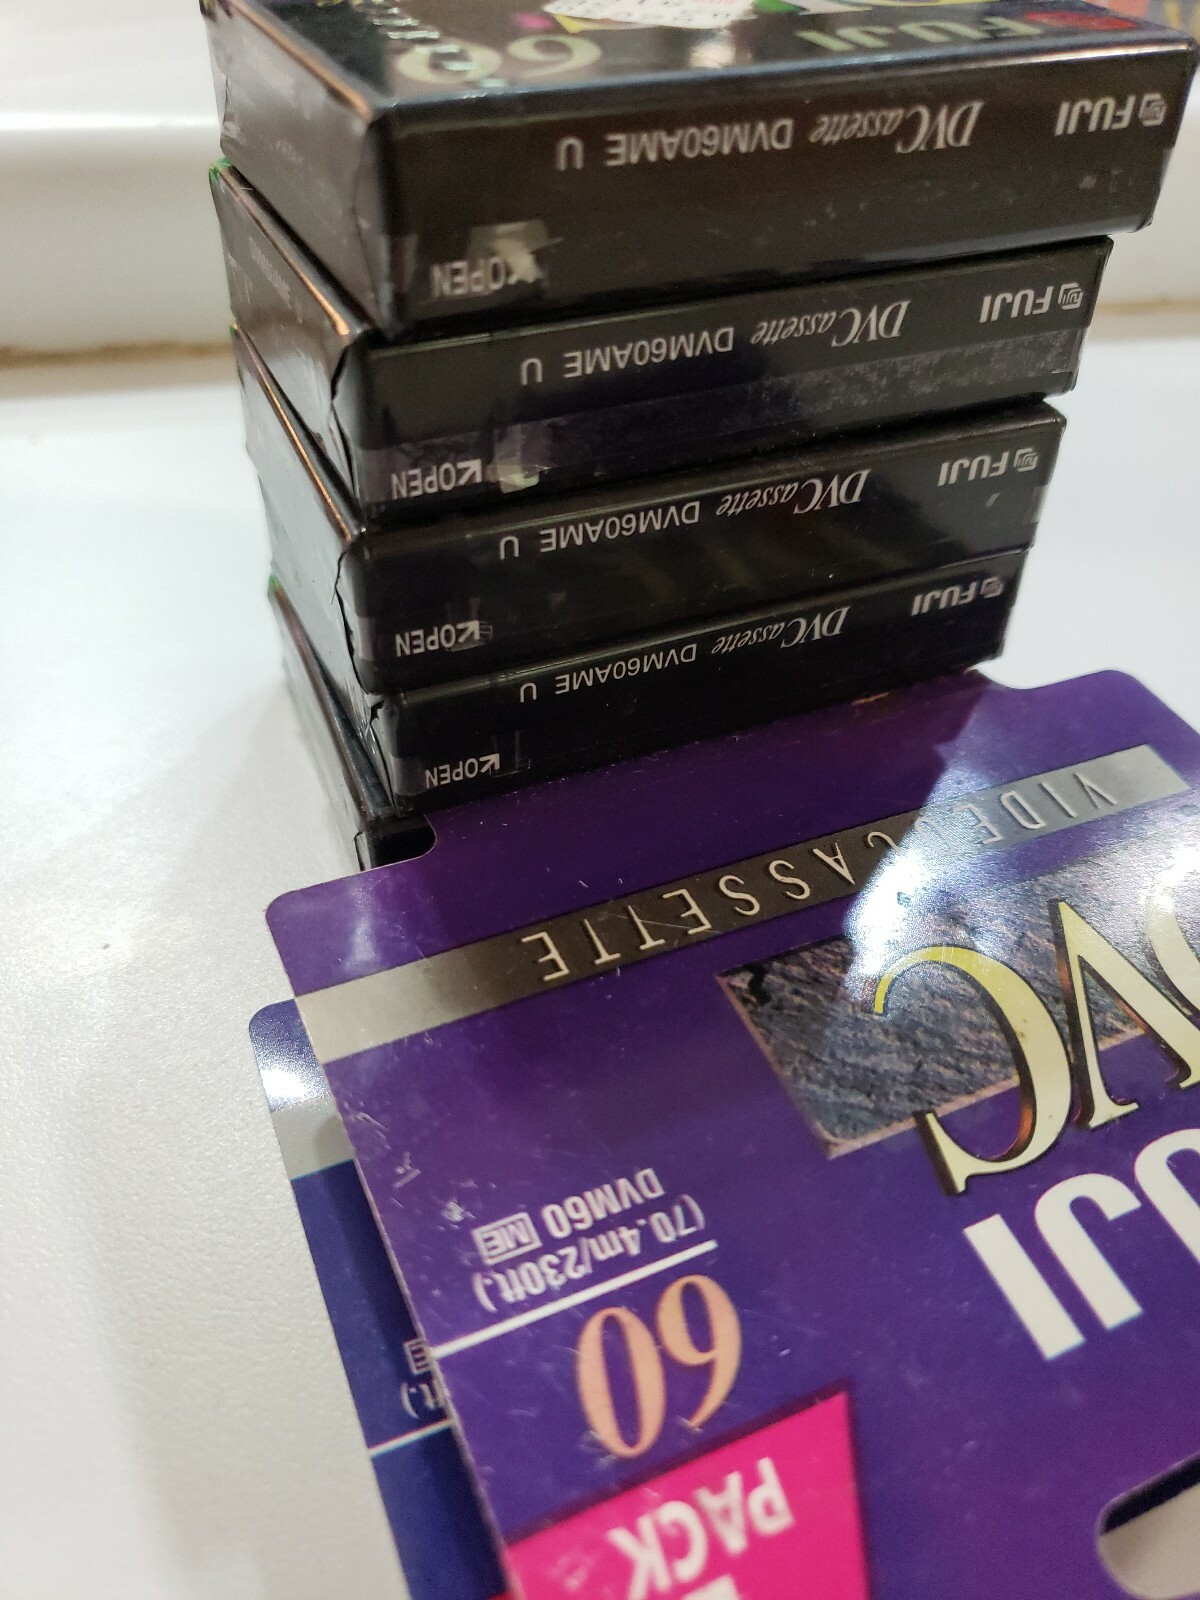 FUJI
60
FUJI DVCassette DVM60AME U
OPEN
FUJI DVCassette DVM60AME U
OPEN
FUJI DVCassette DVM60AME U
OPEN
FUJI DVCassette DVM60AME U
OPEN
PACK
60
(70.4m/230ft.)
DVM60 ME
VIDEO CASSETTE
ft.)